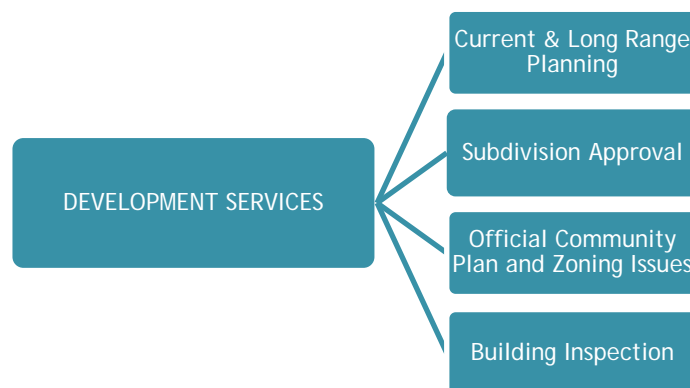 DEVELOPMENT SERVICES
Current & Long Range
Planning
Subdivision Approval
Official Community
Plan and Zoning Issues
Building Inspection